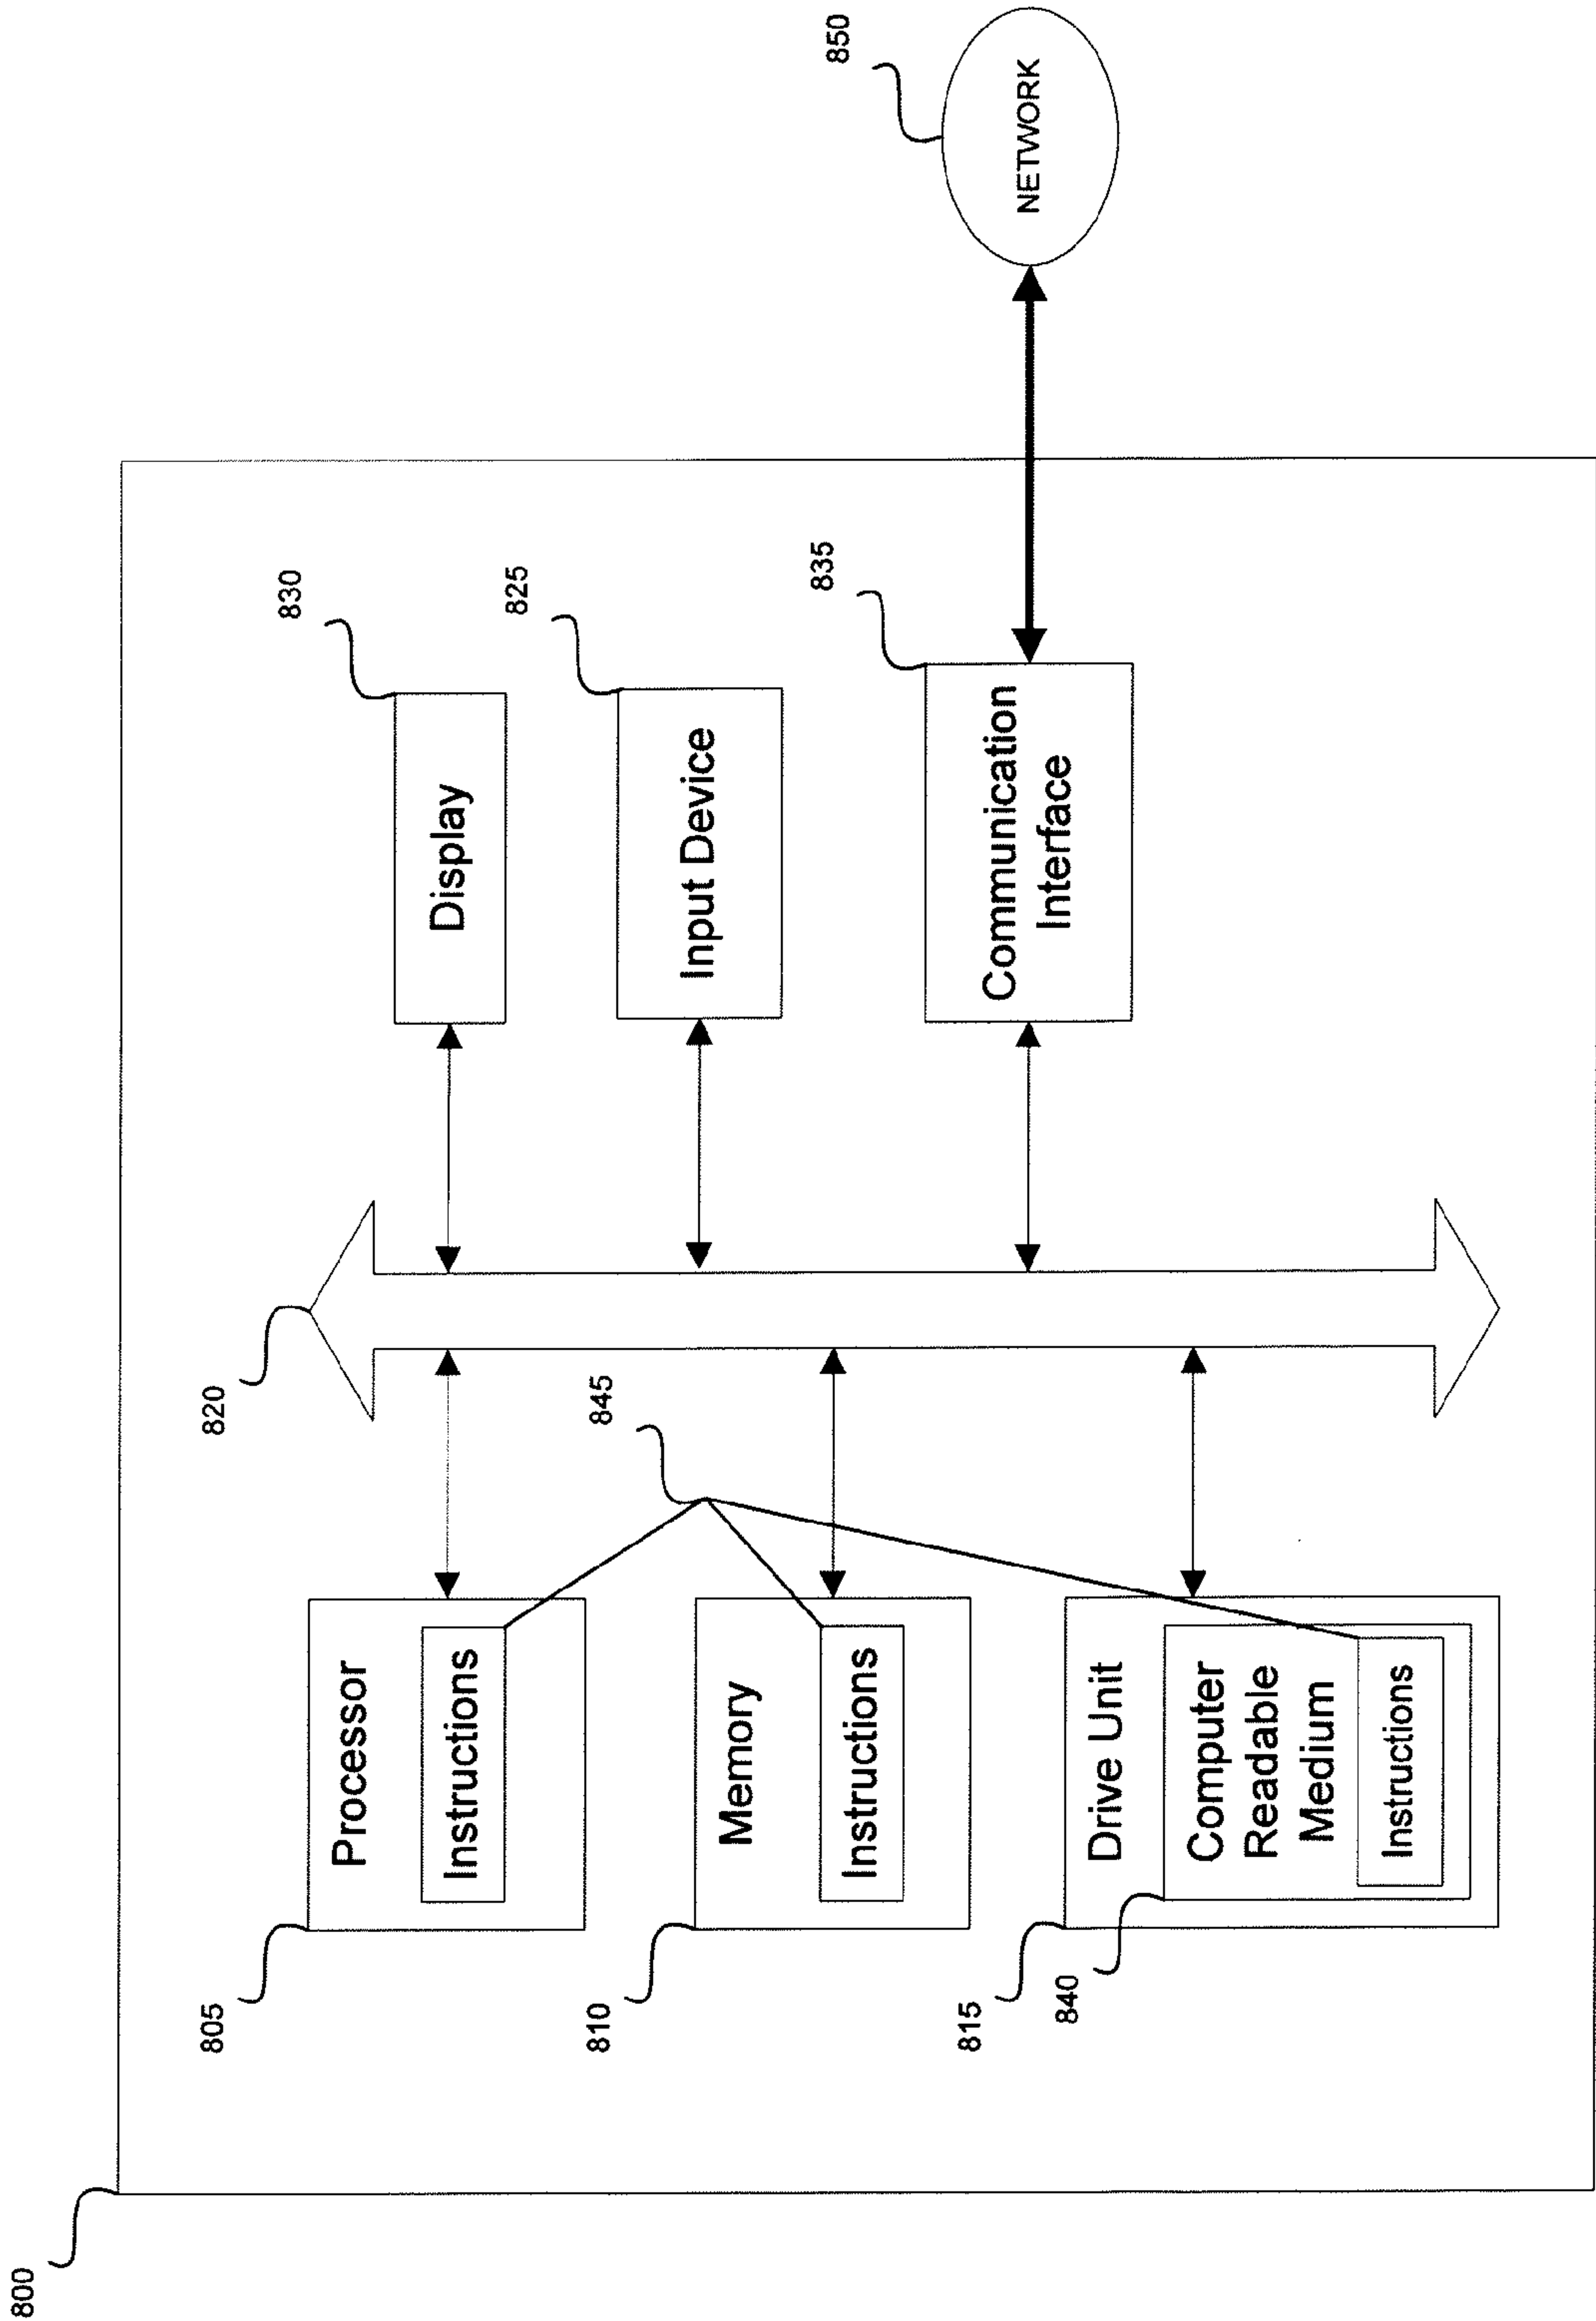 800
805
Processor
Instructions
810
Memory
Instructions
815
Drive Unit
840
Computer
Readable
Medium
Instructions
845
820
830
Display
825
Input Device
835
Communication
Interface
850
NETWORK